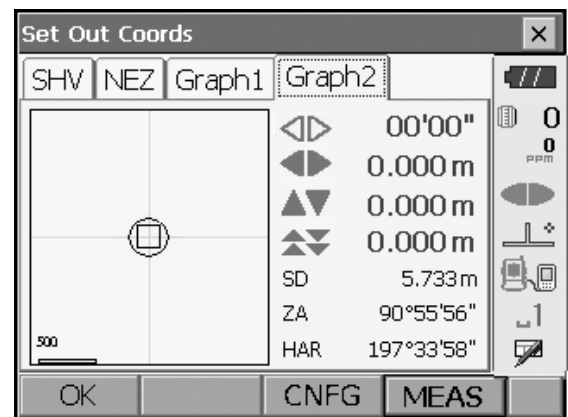 Set Out Coords
SHV NEZ Graph1 Graph2
00'00"
0.000 m
0.000 m
0.000 m
SD 5.733 m
ZA 90°55'56"
HAR 197°33'58"
500
0
0
PPM
1
OK CNFG MEAS